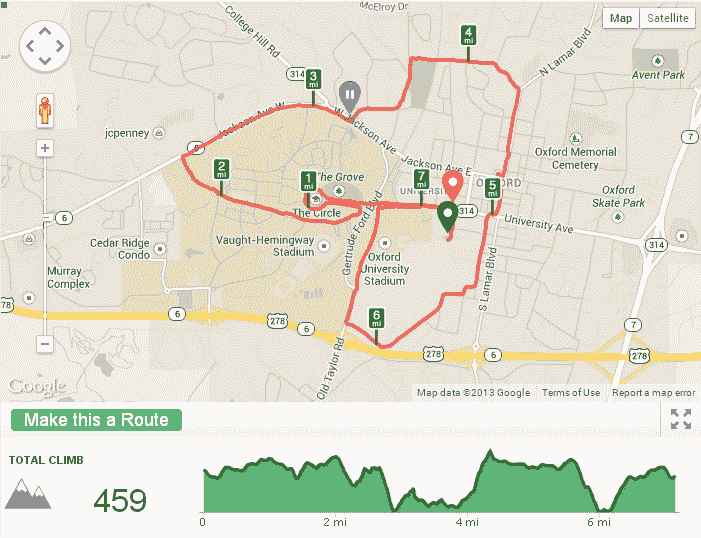 McElroy Dr
College Hill Rd
Map
Satellite
4
mi
N Lamar Blvd
Avent Park
314
3
mi
Jackson Ave W
W Jackson Ave
jcpenney
6
7
Jackson Ave E
Oxford Memorial
Cemetery
2
mi
1
mi
The Grove
7
mi
UNIVERSITY
OXFORD
5
mi
The Circle
314
Oxford
Skate Park
6
University Ave
Vaught-Hemingway
Stadium
Gertrude Ford Blvd
Cedar Ridge
Condo
314
Oxford
University
Stadium
S Lamar Blvd
Murray
Complex
278
6
278
6
6
mi
7
278
6
278
Old Taylor Rd
Google
Map data ©2013 Google
Terms of Use
Report a map error
Make this a Route
TOTAL CLIMB
459
0
2 mi
4 mi
6 mi